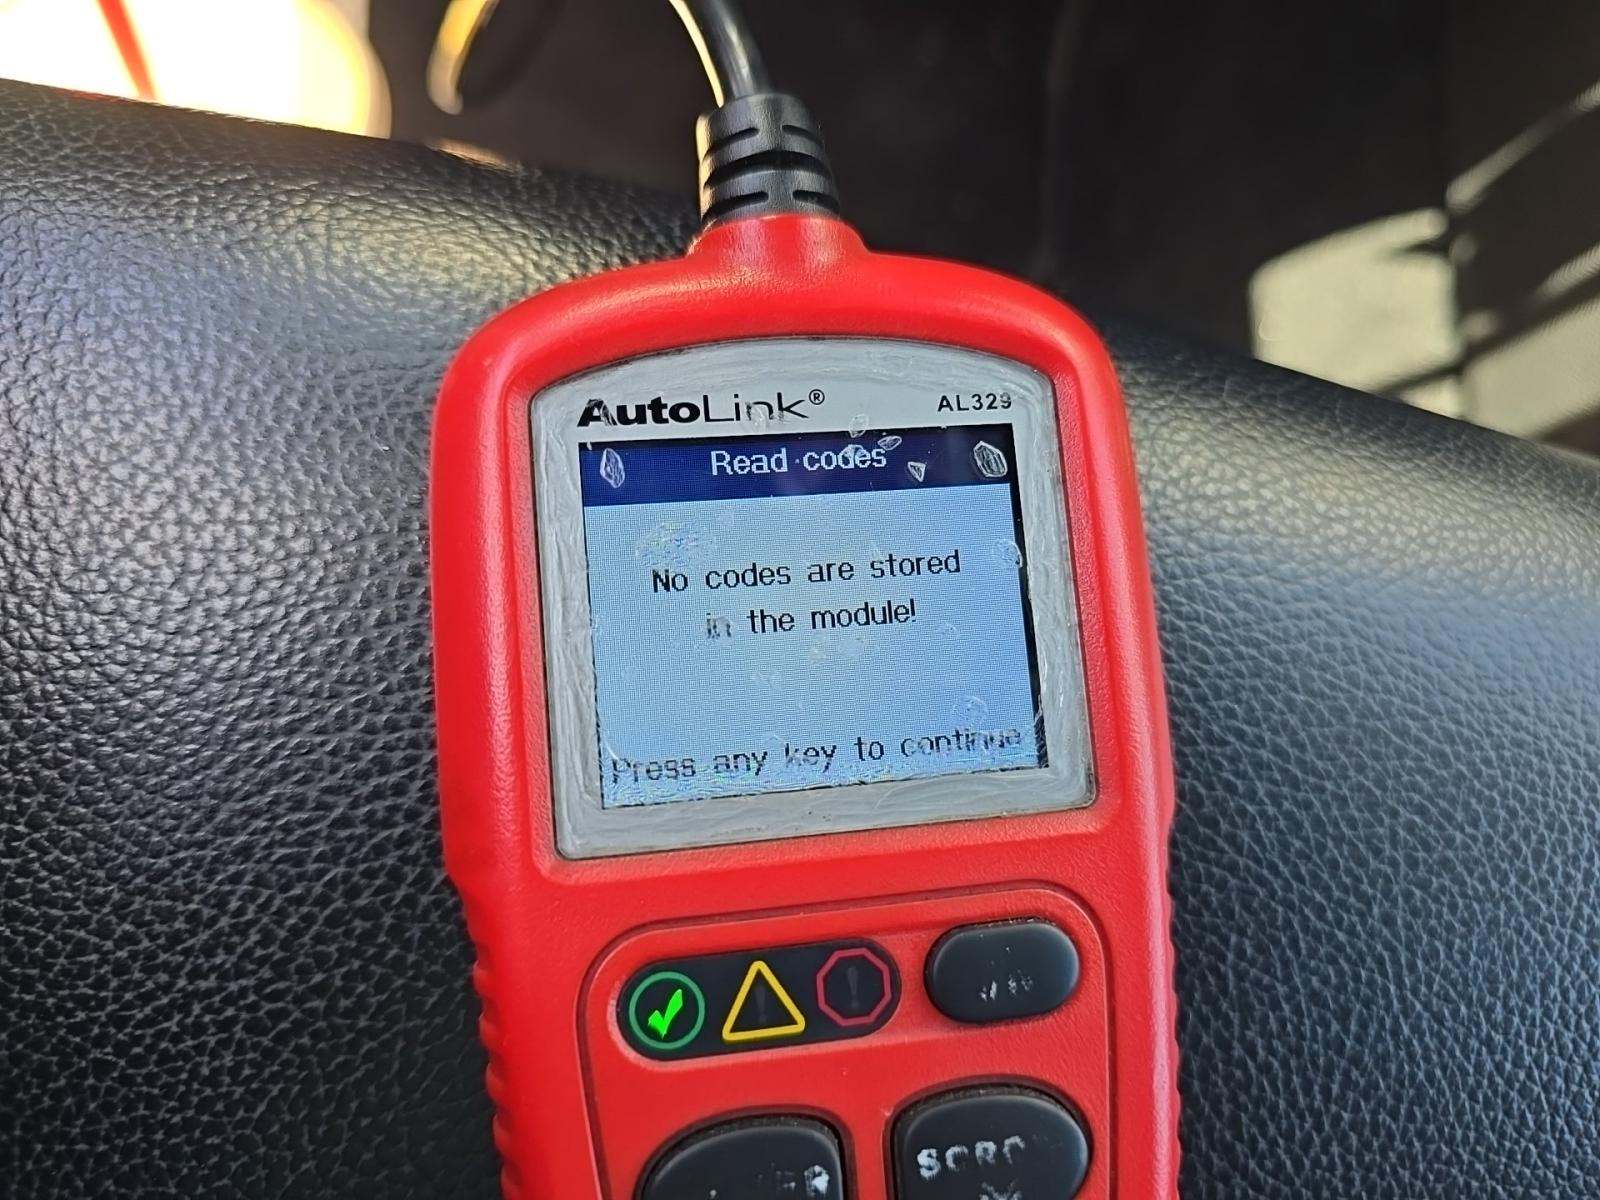 AutoLink® AL329
Read codes
No codes are stored
in the module!
Press any key to continue